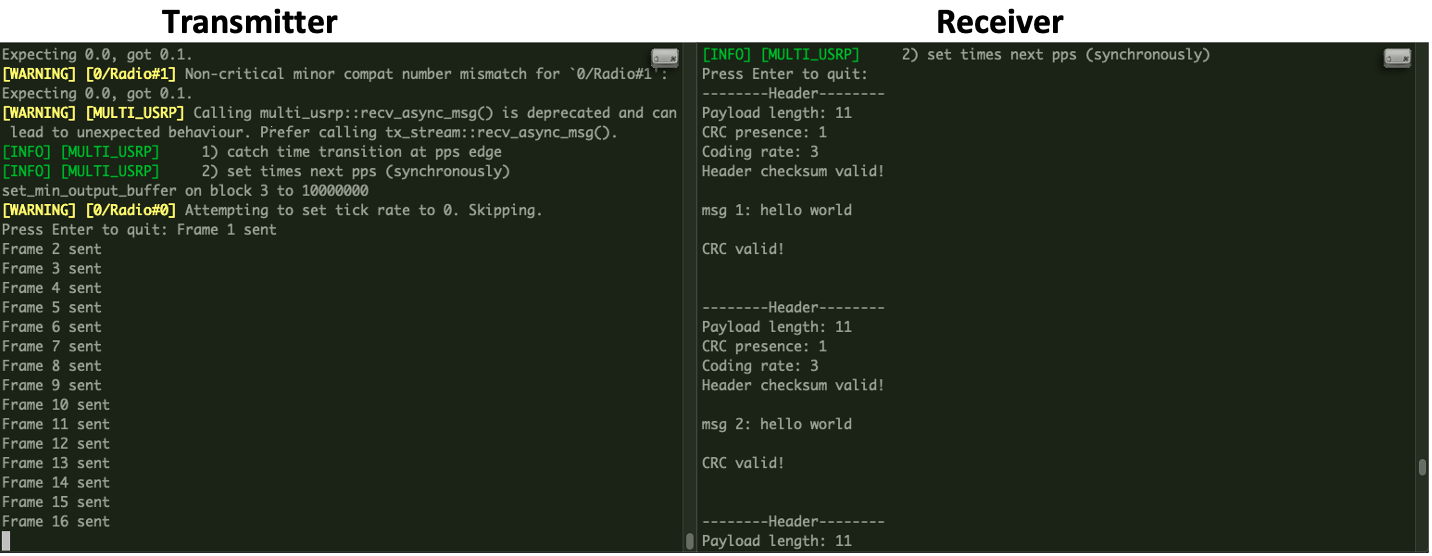 Transmitter
Expecting 0.0, got 0.1.
[WARNING] [0/Radio#1] Non-critical minor compat number mismatch for `0/Radio#1':
Expecting 0.0, got 0.1.
[WARNING] [MULTI_USRP] Calling multi_usrp::recv_async_msg() is deprecated and can
lead to unexpected behaviour. Prefer calling tx_stream::recv_async_msg().
[INFO] [MULTI_USRP] 1) catch time transition at pps edge
[INFO] [MULTI_USRP] 2) set times next pps (synchronously)
set_min_output_buffer on block 3 to 10000000
[WARNING] [0/Radio#0] Attempting to set tick rate to 0. Skipping.
Press Enter to quit: Frame 1 sent
Frame 2 sent
Frame 3 sent
Frame 4 sent
Frame 5 sent
Frame 6 sent
Frame 7 sent
Frame 8 sent
Frame 9 sent
Frame 10 sent
Frame 11 sent
Frame 12 sent
Frame 13 sent
Frame 14 sent
Frame 15 sent
Frame 16 sent
Receiver
[INFO] [MULTI_USRP] 2) set times next pps (synchronously)
Press Enter to quit:
--------Header--------
Payload length: 11
CRC presence: 1
Coding rate: 3
Header checksum valid!
msg 1: hello world
CRC valid!
--------Header--------
Payload length: 11
CRC presence: 1
Coding rate: 3
Header checksum valid!
msg 2: hello world
CRC valid!
--------Header--------
Payload length: 11